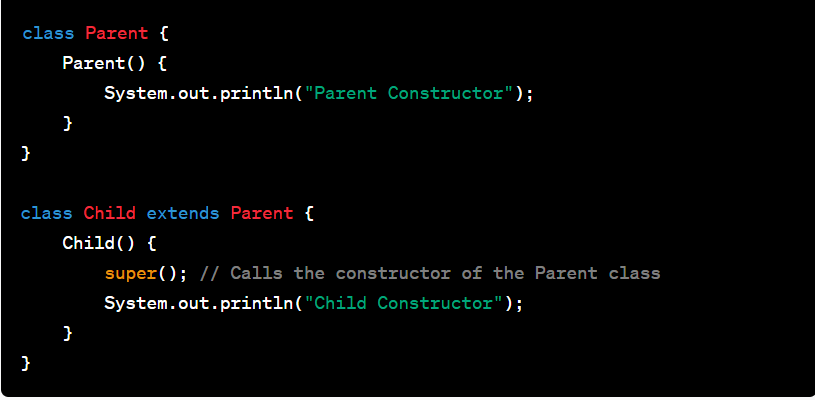 class Parent {
    Parent() {
        System.out.println("Parent Constructor");
    }
}

class Child extends Parent {
    Child() {
        super(); // Calls the constructor of the Parent class
        System.out.println("Child Constructor");
    }
}